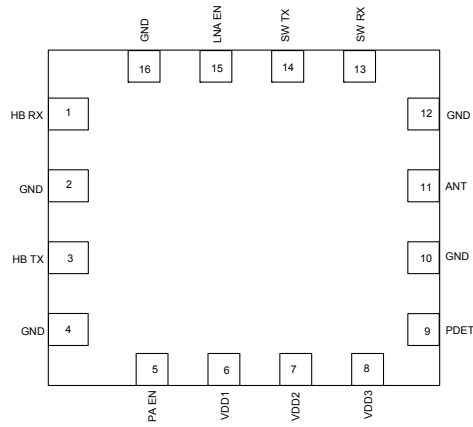 GND
LNA EN
SW TX
SW RX
16
15
14
13
HB RX
1
12
GND
GND
2
11
ANT
HB TX
3
10
GND
GND
4
9
PDET
5
6
7
8
PA EN
VDD1
VDD2
VDD3